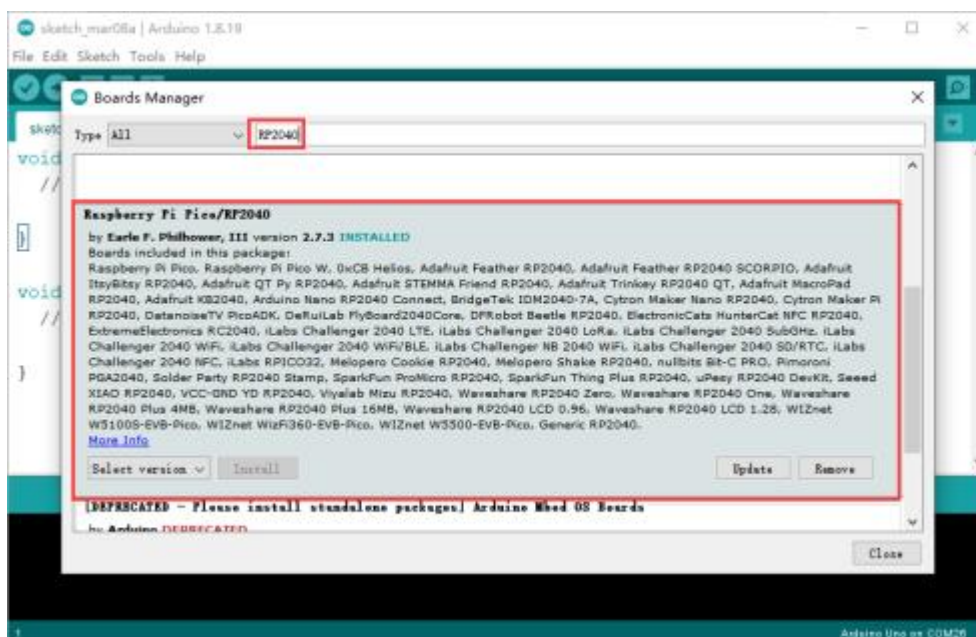 sketch_mar08a | Arduino 1.8.19
File Edit Sketch Tools Help
Boards Manager
Type All RP2040
void
//
}
void
//
}
Raspberry Pi Pico/RP2040
by Earle F. Philhower, III version 2.7.3 INSTALLED
Boards included in this package:
Raspberry Pi Pico, Raspberry Pi Pico W, 0xCB Helios, Adafruit Feather RP2040, Adafruit Feather RP2040 SCORPIO, Adafruit
ItsyBitsy RP2040, Adafruit QT Py RP2040, Adafruit STEMMA Friend RP2040, Adafruit Trinkey RP2040 QT, Adafruit MacroPad
RP2040, Adafruit KB2040, Arduino Nano RP2040 Connect, BridgeTek IDM2040-7A, Cytron Maker Nano RP2040, Cytron Maker Pi
RP2040, DatanoiseTV PicoADK, DeRuiLab FlyBoard2040Core, DFRobot Beetle RP2040, ElectronicCats HunterCat NFC RP2040,
ExtremeElectronics RC2040, iLabs Challenger 2040 LTE, iLabs Challenger 2040 LoRa, iLabs Challenger 2040 SubGHz, iLabs
Challenger 2040 WiFi, iLabs Challenger 2040 WiFi/BLE, iLabs Challenger NB 2040 WiFi, iLabs Challenger 2040 SD/RTC, iLabs
Challenger 2040 NFC, iLabs RPICO32, Melopero Cookie RP2040, Melopero Shake RP2040, nullbits Bit-C PRO, Pimoroni
PGA2040, Solder Party RP2040 Stamp, SparkFun ProMicro RP2040, SparkFun Thing Plus RP2040, uPesy RP2040 DevKit, Seeed
XIAO RP2040, VCC-GND YD RP2040, Viyalab Mizu RP2040, Waveshare RP2040 Zero, Waveshare RP2040 One, Waveshare
RP2040 Plus 4MB, Waveshare RP2040 Plus 16MB, Waveshare RP2040 LCD 0.96, Waveshare RP2040 LCD 1.28, WIZnet
W5100S-EVB-Pico, WIZnet WizFi360-EVB-Pico, WIZnet W5500-EVB-Pico, Generic RP2040.
More Info
Select version Install Update Remove
[DEPRECATED - Please install standalone packages] Arduino Mbed OS Boards
by Arduino DEPRECATED
Close
1 Arduino Uno on COM26